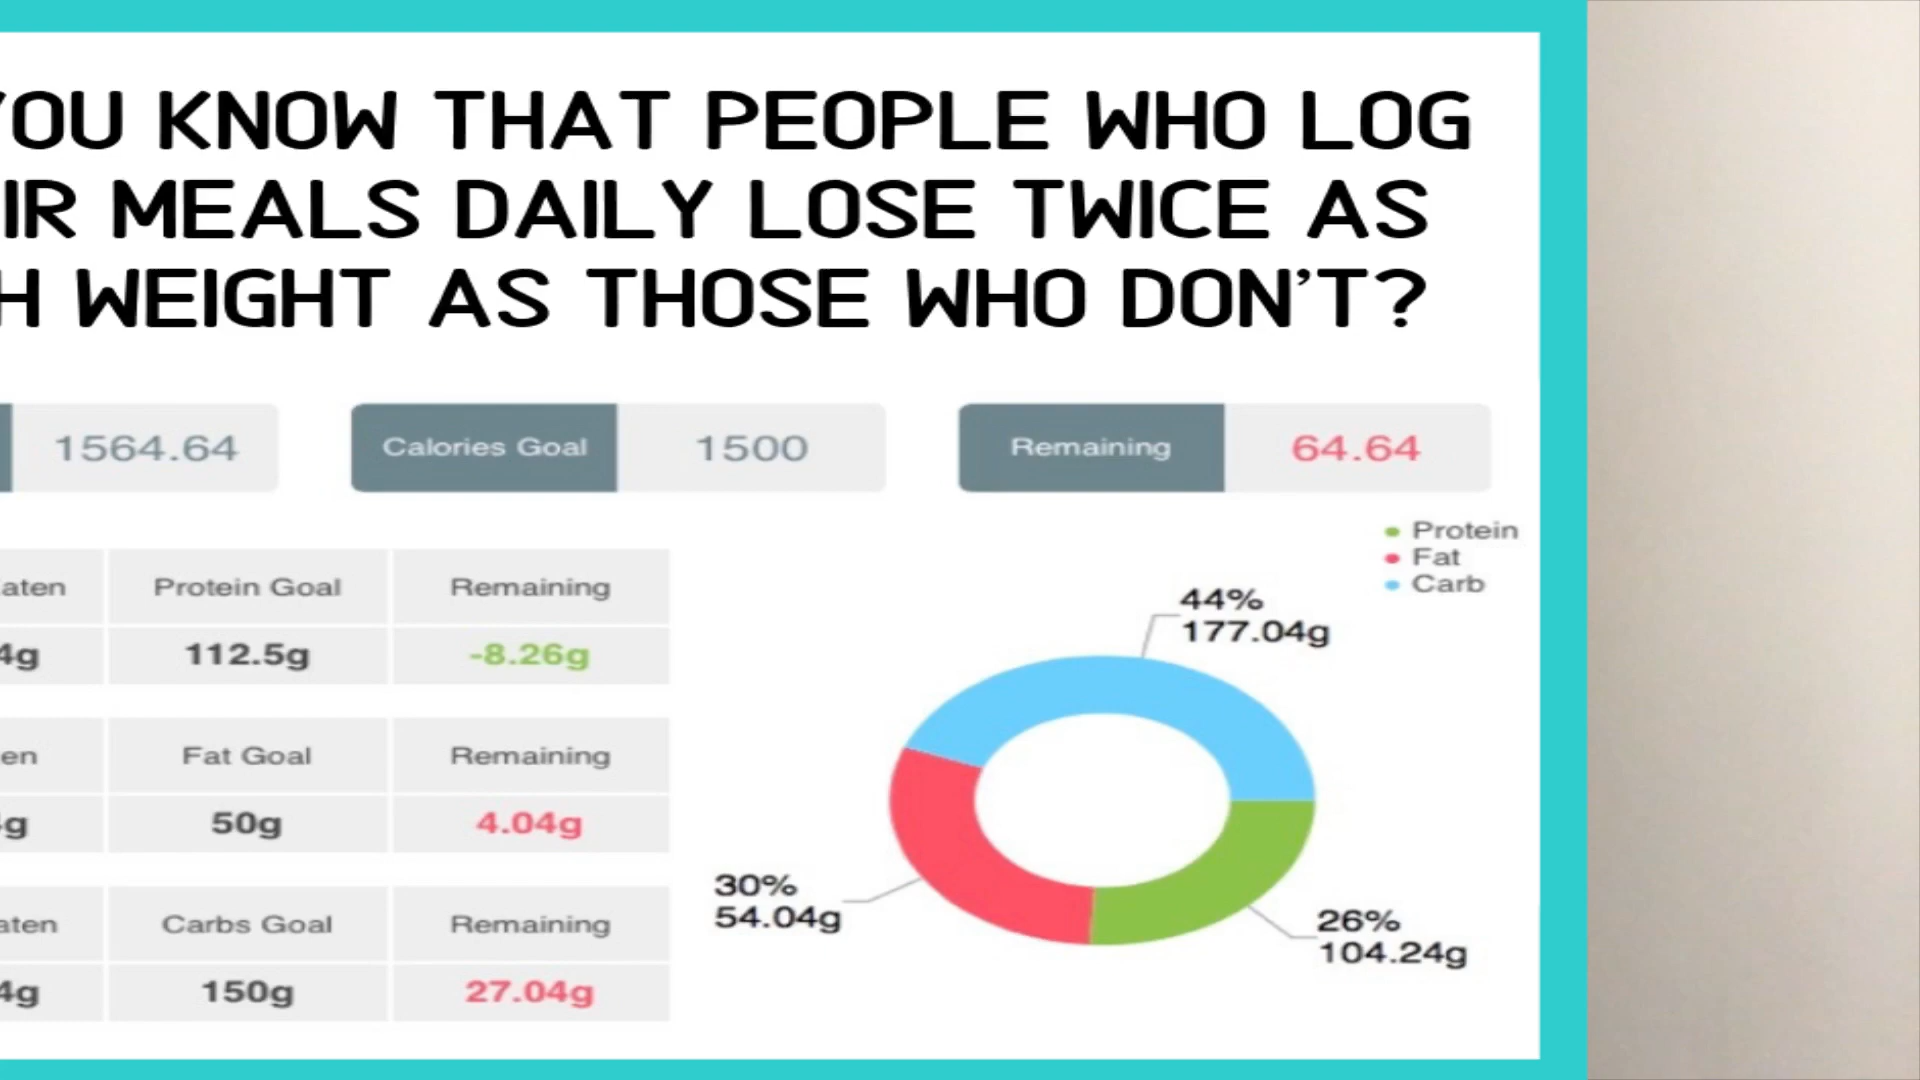 YOU KNOW THAT PEOPLE WHO LOG
IR MEALS DAILY LOSE TWICE AS
H WEIGHT AS THOSE WHO DON'T?
1564.64 Calories Goal 1500 Remaining 64.64
Protein
Fat
Carb
aten Protein Goal Remaining
4g 112.5g -8.26g
en Fat Goal Remaining
g 50g 4.04g
aten Carbs Goal Remaining
4g 150g 27.04g
44%
177.04g
30%
54.04g
26%
104.24g